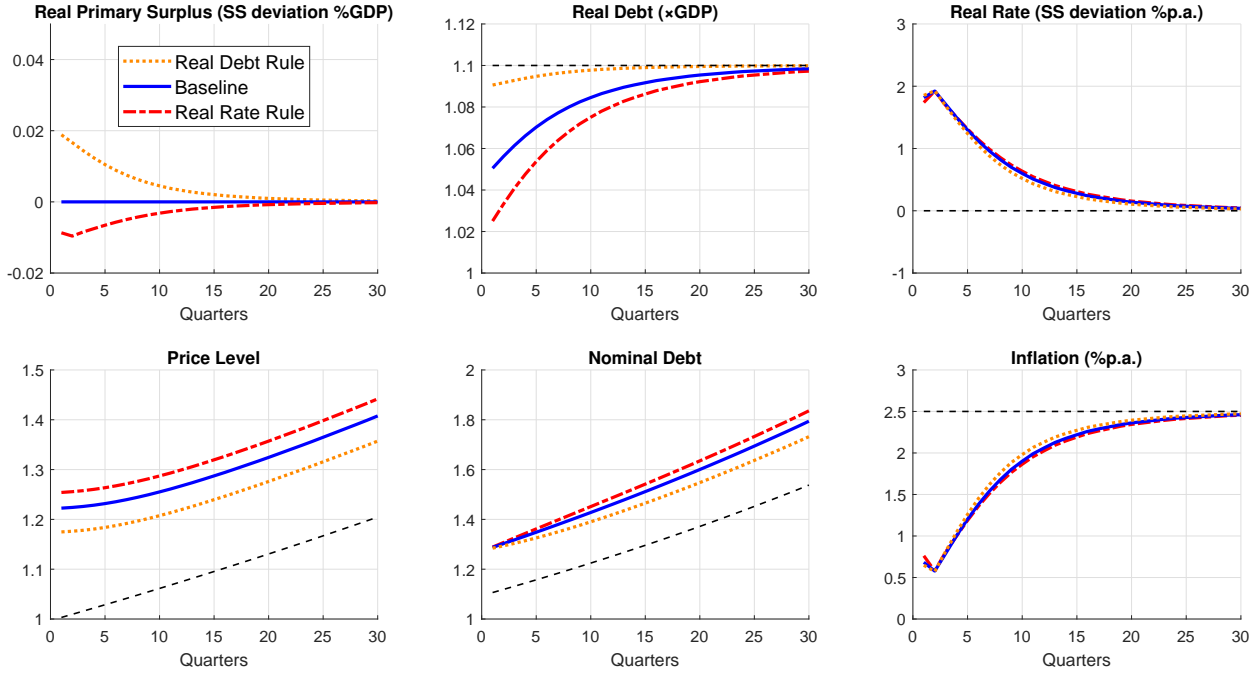 Real Primary Surplus (SS deviation %GDP)
0.04
0.02
0
-0.02
0 5 10 15 20 25 30
Quarters
Real Debt Rule
Baseline
Real Rate Rule
Real Debt (×GDP)
1.12
1.1
1.08
1.06
1.04
1.02
1
0 5 10 15 20 25 30
Quarters
Real Rate (SS deviation %p.a.)
3
2
1
0
-1
0 5 10 15 20 25 30
Quarters
Price Level
1.5
1.4
1.3
1.2
1.1
1
0 5 10 15 20 25 30
Quarters
Nominal Debt
2
1.8
1.6
1.4
1.2
1
0 5 10 15 20 25 30
Quarters
Inflation (%p.a.)
3
2.5
2
1.5
1
0.5
0
0 5 10 15 20 25 30
Quarters